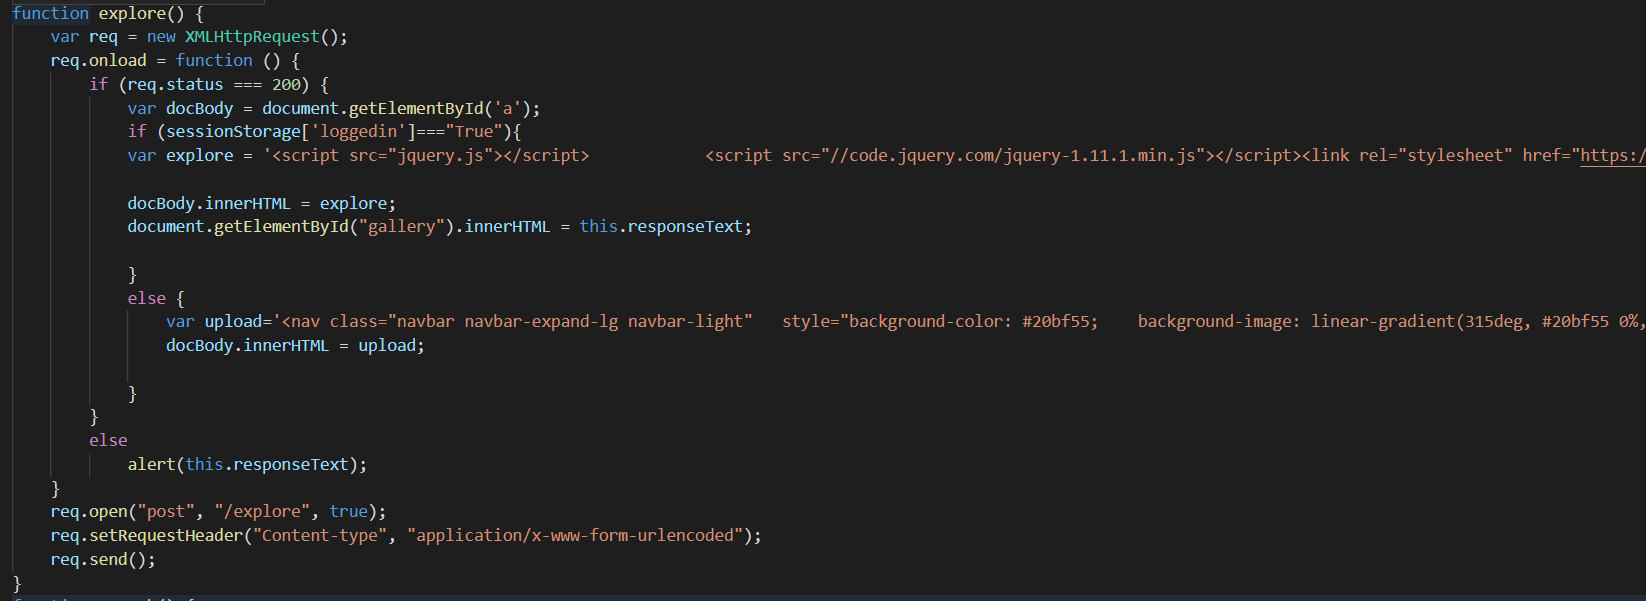 function explore() {
var req = new XMLHttpRequest();
req.onload = function () {
if (req.status === 200) {
var docBody = document.getElementById('a');
if (sessionStorage['loggedin']==="True"){
var explore = '<script src="jquery.js"></script> <script src="//code.jquery.com/jquery-1.11.1.min.js"></script><link rel="stylesheet" href="https:/
docBody.innerHTML = explore;
document.getElementById("gallery").innerHTML = this.responseText;
}
else {
var upload='<nav class="navbar navbar-expand-lg navbar-light" style="background-color: #20bf55; background-image: linear-gradient(315deg, #20bf55 0%,
docBody.innerHTML = upload;
}
}
else
alert(this.responseText);
}
req.open("post", "/explore", true);
req.setRequestHeader("Content-type", "application/x-www-form-urlencoded");
req.send();
}